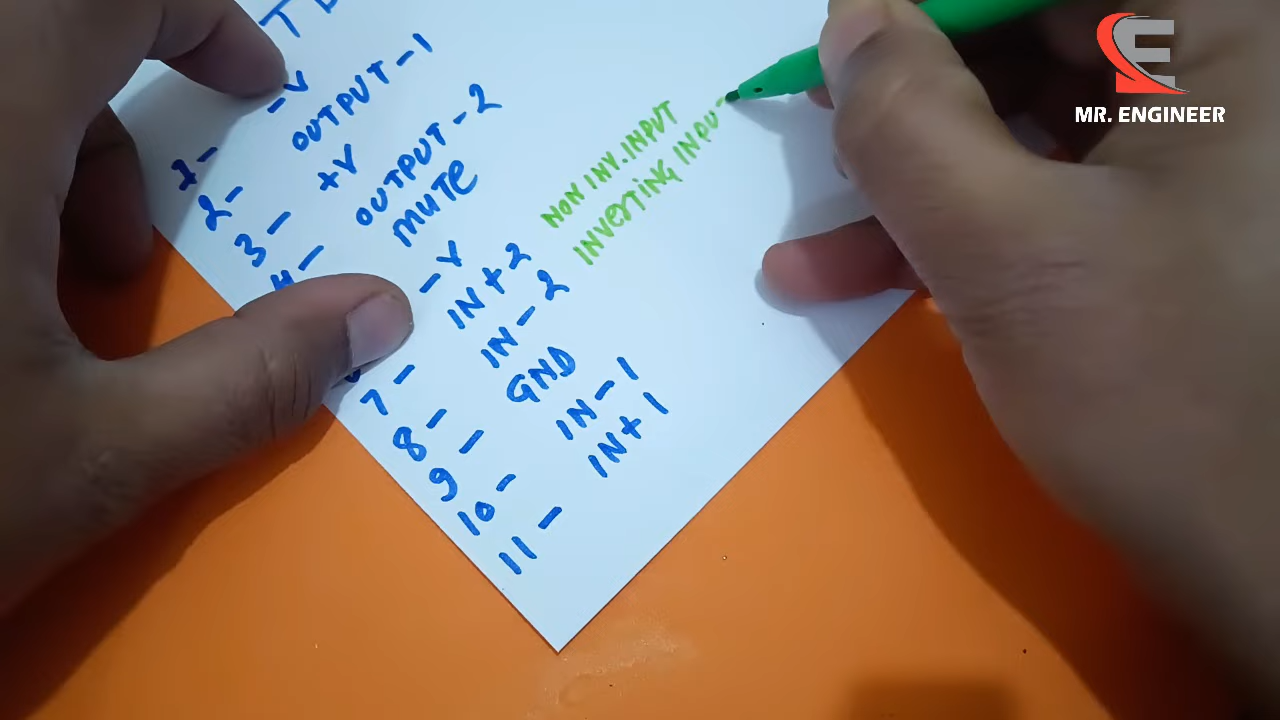 T
1- -V
2- OUTPUT-1
3- +V
4- OUTPUT-2
MUTE
-V
7- IN+2 NON INV. INPUT
8- IN-2 INVERTING INPU
9- GND
10- IN-1
11- IN+1
MR. ENGINEER